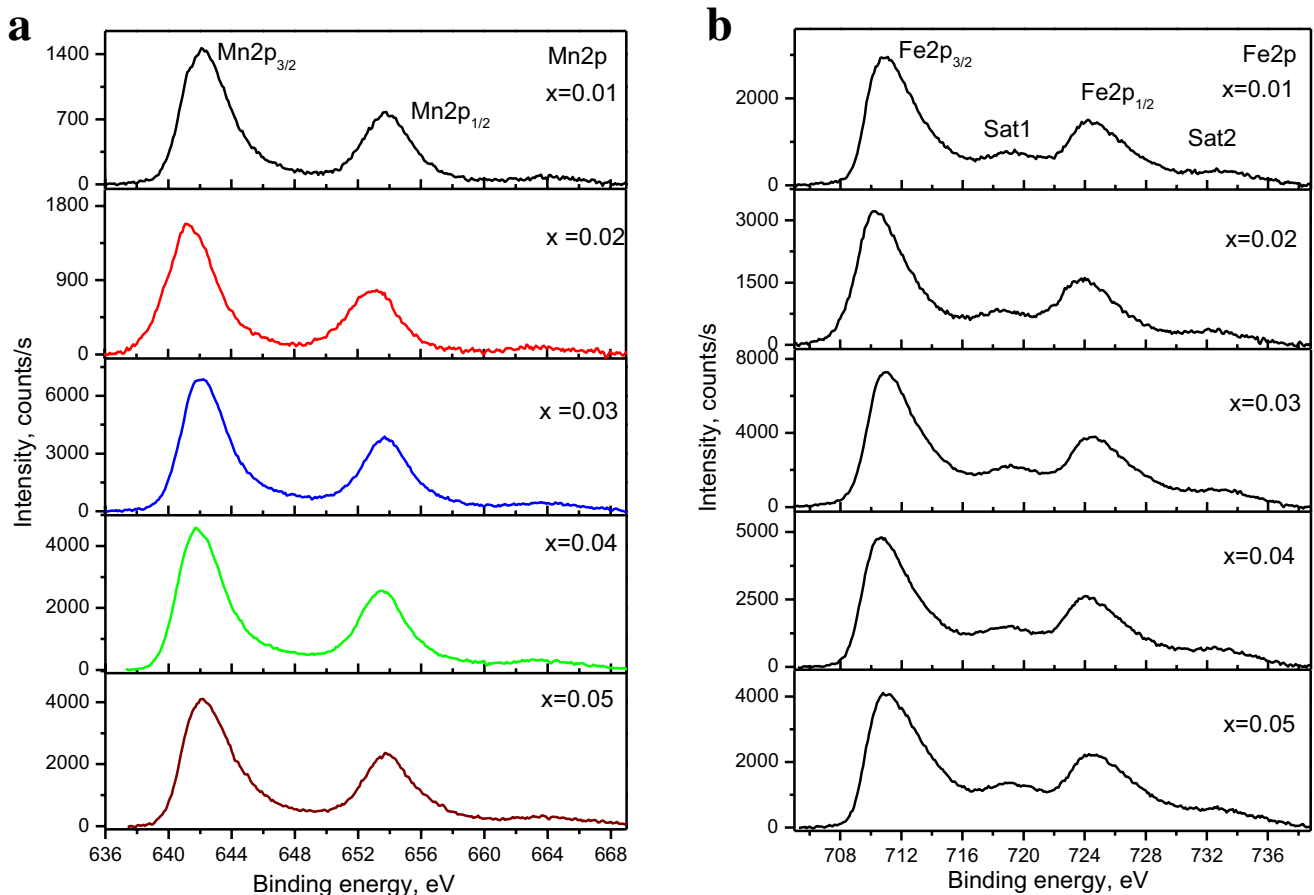 a
Intensity, counts/s
Mn2p₃/₂
Mn2p
x=0.01
Mn2p₁/₂
1400
700
0
1800
x =0.02
900
0
6000
x =0.03
3000
0
4000
x=0.04
2000
0
4000
x=0.05
2000
0
636 640 644 648 652 656 660 664 668
Binding energy, eV
b
Intensity, counts/s
Fe2p₃/₂
Fe2p
x=0.01
Fe2p₁/₂
Sat1
Sat2
2000
0
3000
x=0.02
1500
0
8000
x=0.03
4000
0
5000
x=0.04
2500
0
4000
x=0.05
2000
0
708 712 716 720 724 728 732 736
Binding energy, eV